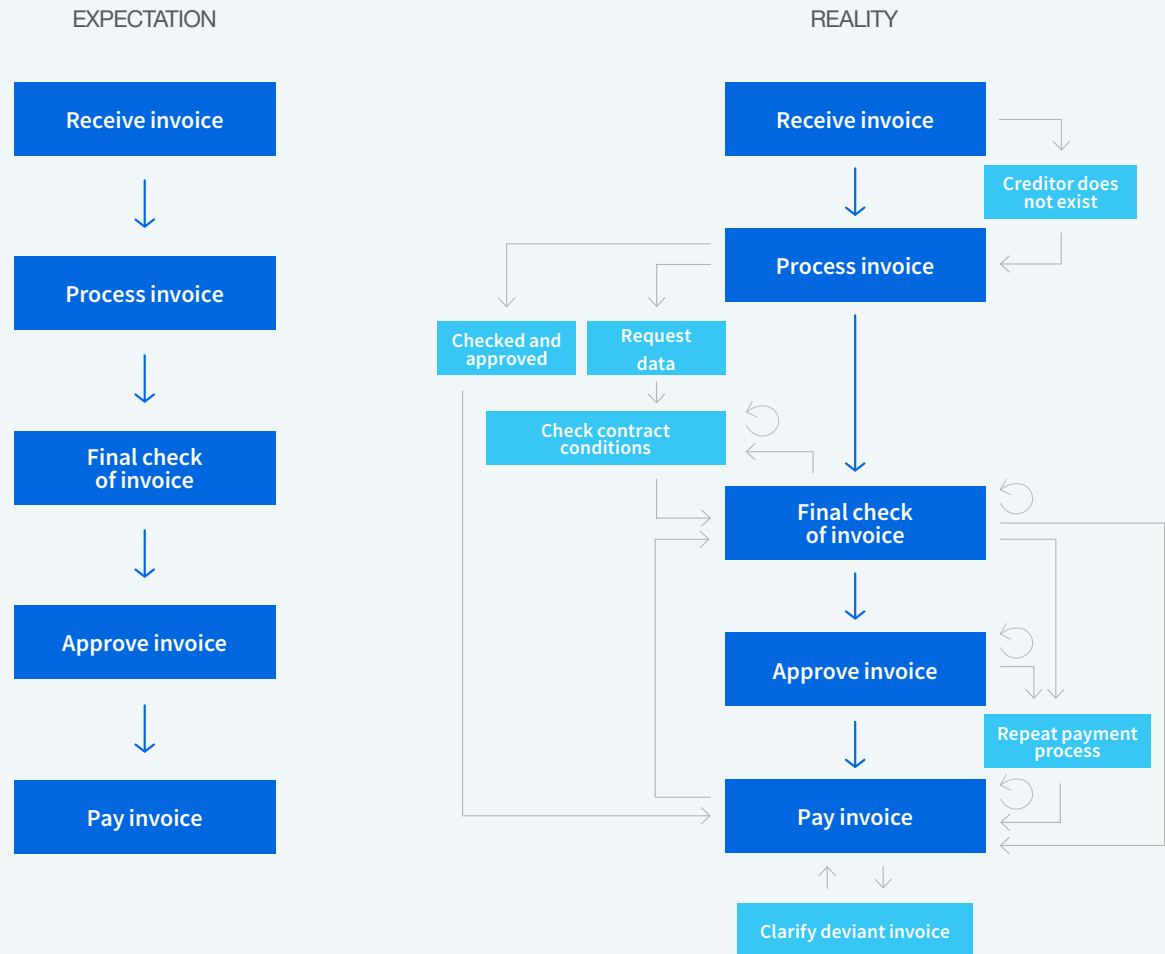 EXPECTATION
Receive invoice
Process invoice
Final check
of invoice
Approve invoice
Pay invoice
REALITY
Receive invoice
Creditor does
not exist
Process invoice
Checked and
approved
Request
data
Check contract
conditions
Final check
of invoice
Approve invoice
Repeat payment
process
Pay invoice
Clarify deviant invoice